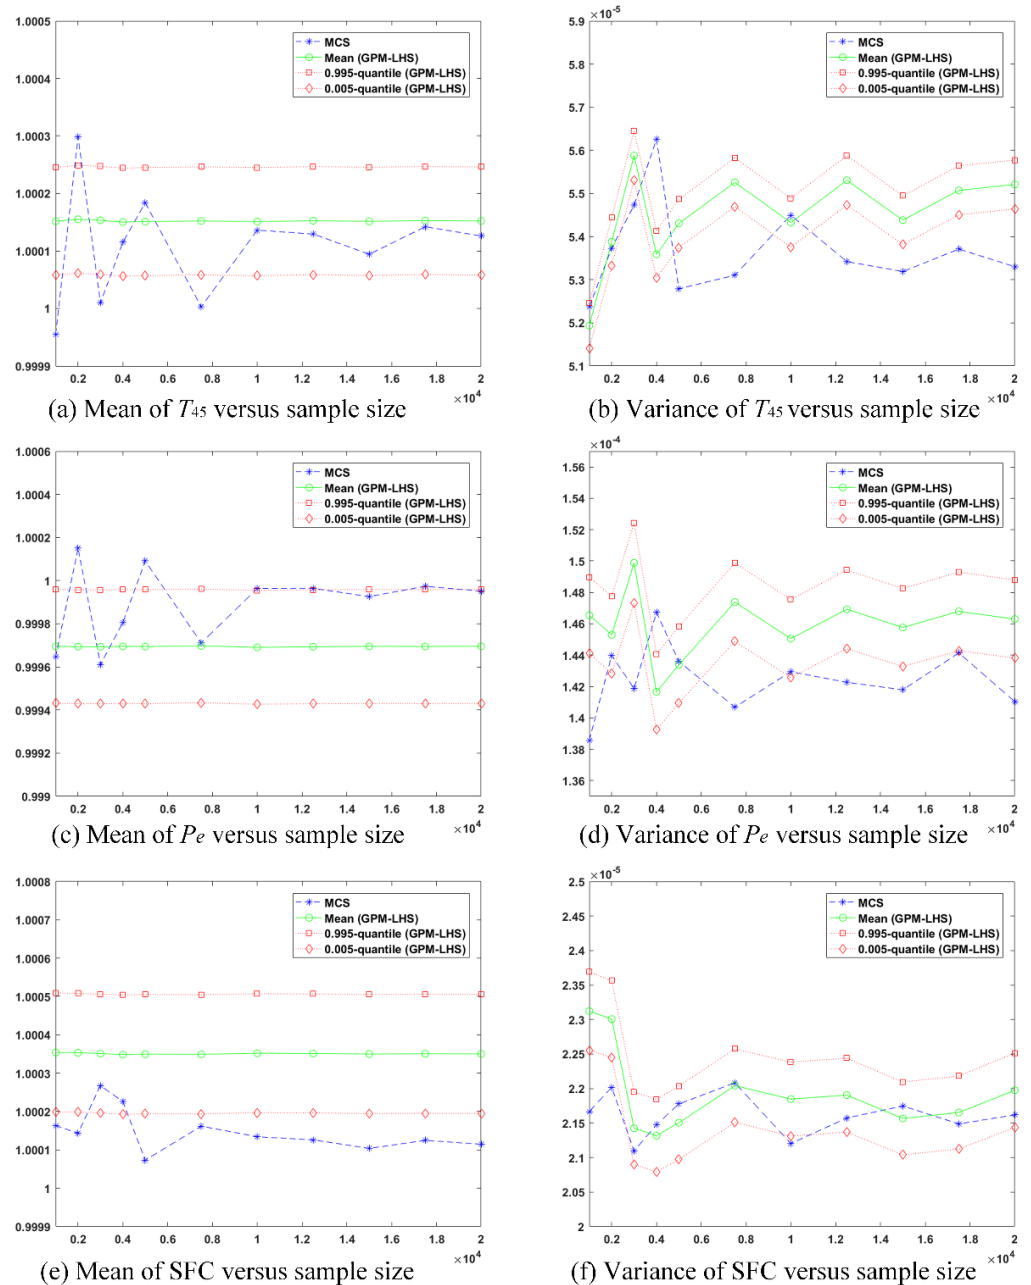 1.0005
1.0004
1.0003
1.0002
1.0001
1
0.9999
0.2 0.4 0.6 0.8 1 1.2 1.4 1.6 1.8 2
×10⁴
MCS
Mean (GPM-LHS)
0.995-quantile (GPM-LHS)
0.005-quantile (GPM-LHS)
(a) Mean of T₄₅ versus sample size
×10⁻⁵
5.9
5.8
5.7
5.6
5.5
5.4
5.3
5.2
5.1
0.2 0.4 0.6 0.8 1 1.2 1.4 1.6 1.8 2
×10⁴
MCS
Mean (GPM-LHS)
0.995-quantile (GPM-LHS)
0.005-quantile (GPM-LHS)
(b) Variance of T₄₅ versus sample size
1.0006
1.0004
1.0002
1
0.9998
0.9996
0.9994
0.9992
0.999
0.2 0.4 0.6 0.8 1 1.2 1.4 1.6 1.8 2
×10⁴
MCS
Mean (GPM-LHS)
0.995-quantile (GPM-LHS)
0.005-quantile (GPM-LHS)
(c) Mean of Pₑ versus sample size
×10⁻⁴
1.56
1.54
1.52
1.5
1.48
1.46
1.44
1.42
1.4
1.38
1.36
0.2 0.4 0.6 0.8 1 1.2 1.4 1.6 1.8 2
×10⁴
MCS
Mean (GPM-LHS)
0.995-quantile (GPM-LHS)
0.005-quantile (GPM-LHS)
(d) Variance of Pₑ versus sample size
1.0008
1.0007
1.0006
1.0005
1.0004
1.0003
1.0002
1.0001
1
0.9999
0.2 0.4 0.6 0.8 1 1.2 1.4 1.6 1.8 2
×10⁴
MCS
Mean (GPM-LHS)
0.995-quantile (GPM-LHS)
0.005-quantile (GPM-LHS)
(e) Mean of SFC versus sample size
×10⁻⁵
2.5
2.45
2.4
2.35
2.3
2.25
2.2
2.15
2.1
2.05
2
0.2 0.4 0.6 0.8 1 1.2 1.4 1.6 1.8 2
×10⁴
MCS
Mean (GPM-LHS)
0.995-quantile (GPM-LHS)
0.005-quantile (GPM-LHS)
(f) Variance of SFC versus sample size